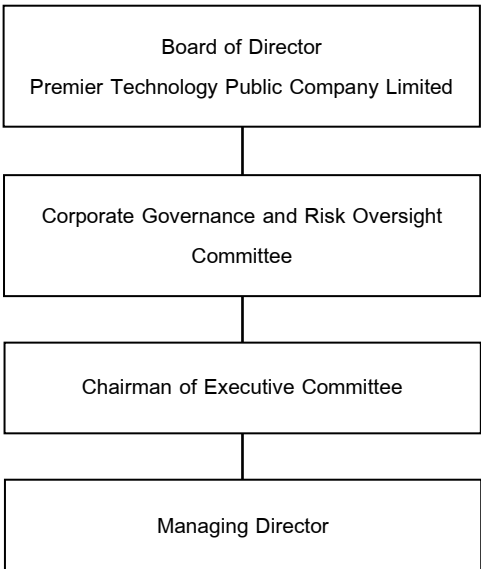 Board of Director
Premier Technology Public Company Limited
Corporate Governance and Risk Oversight
Committee
Chairman of Executive Committee
Managing Director